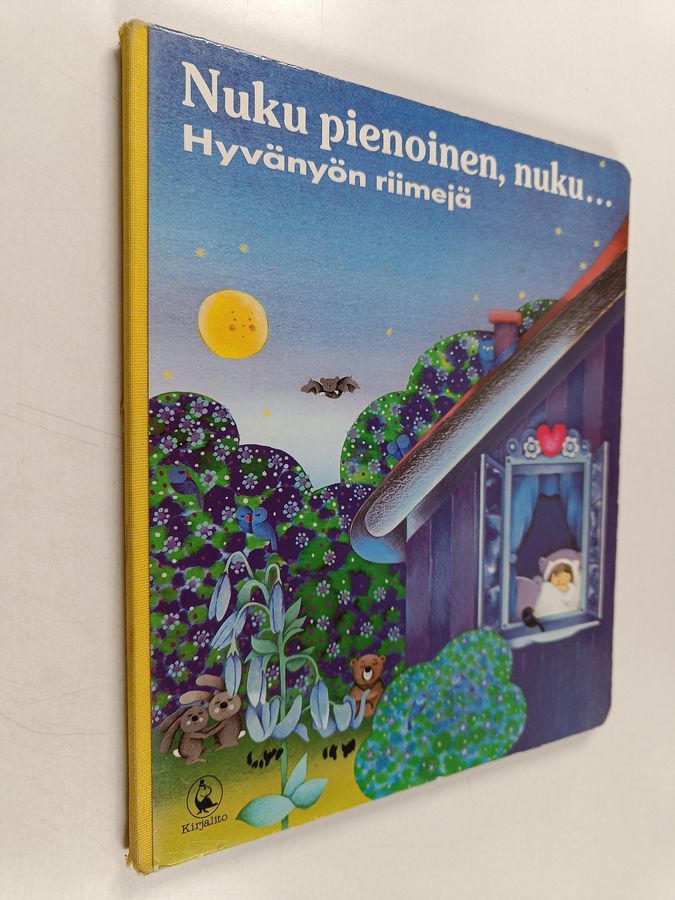 Nuku pienoinen, nuku...
Hyvänyön riimejä
Kirjalito